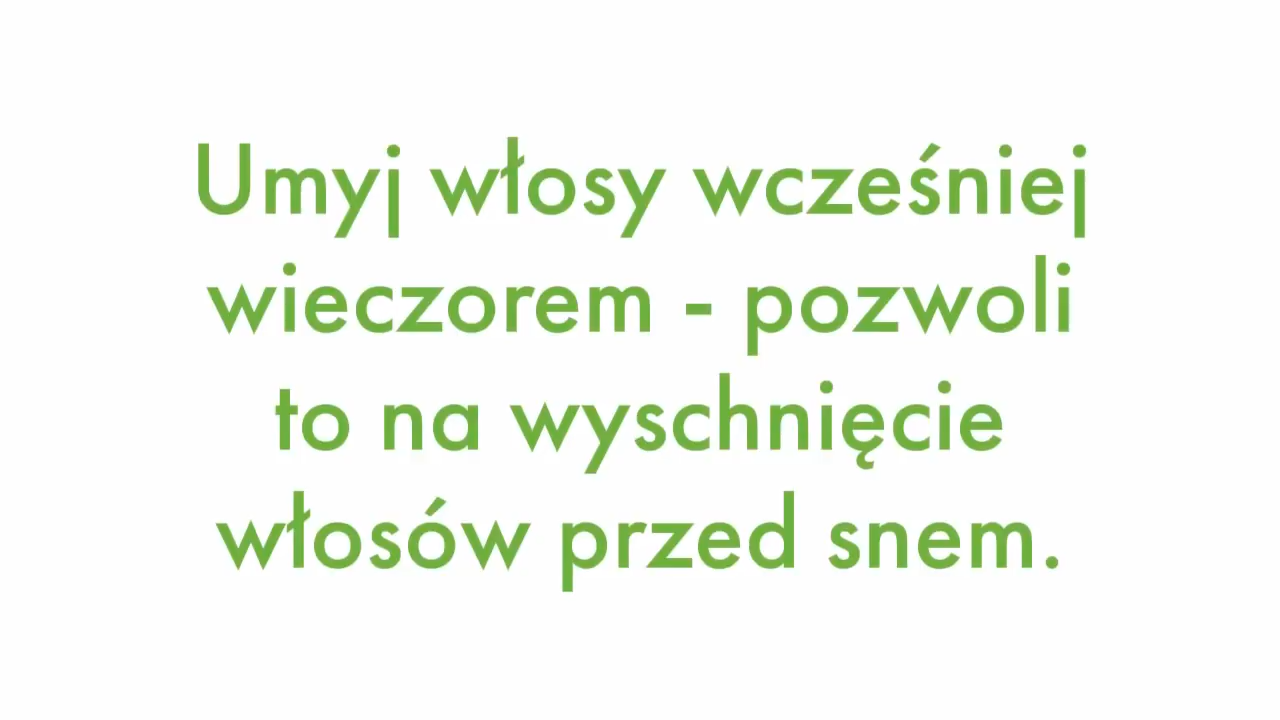 Umyj włosy wcześniej
wieczorem - pozwoli
to na wyschnięcie
włosów przed snem.